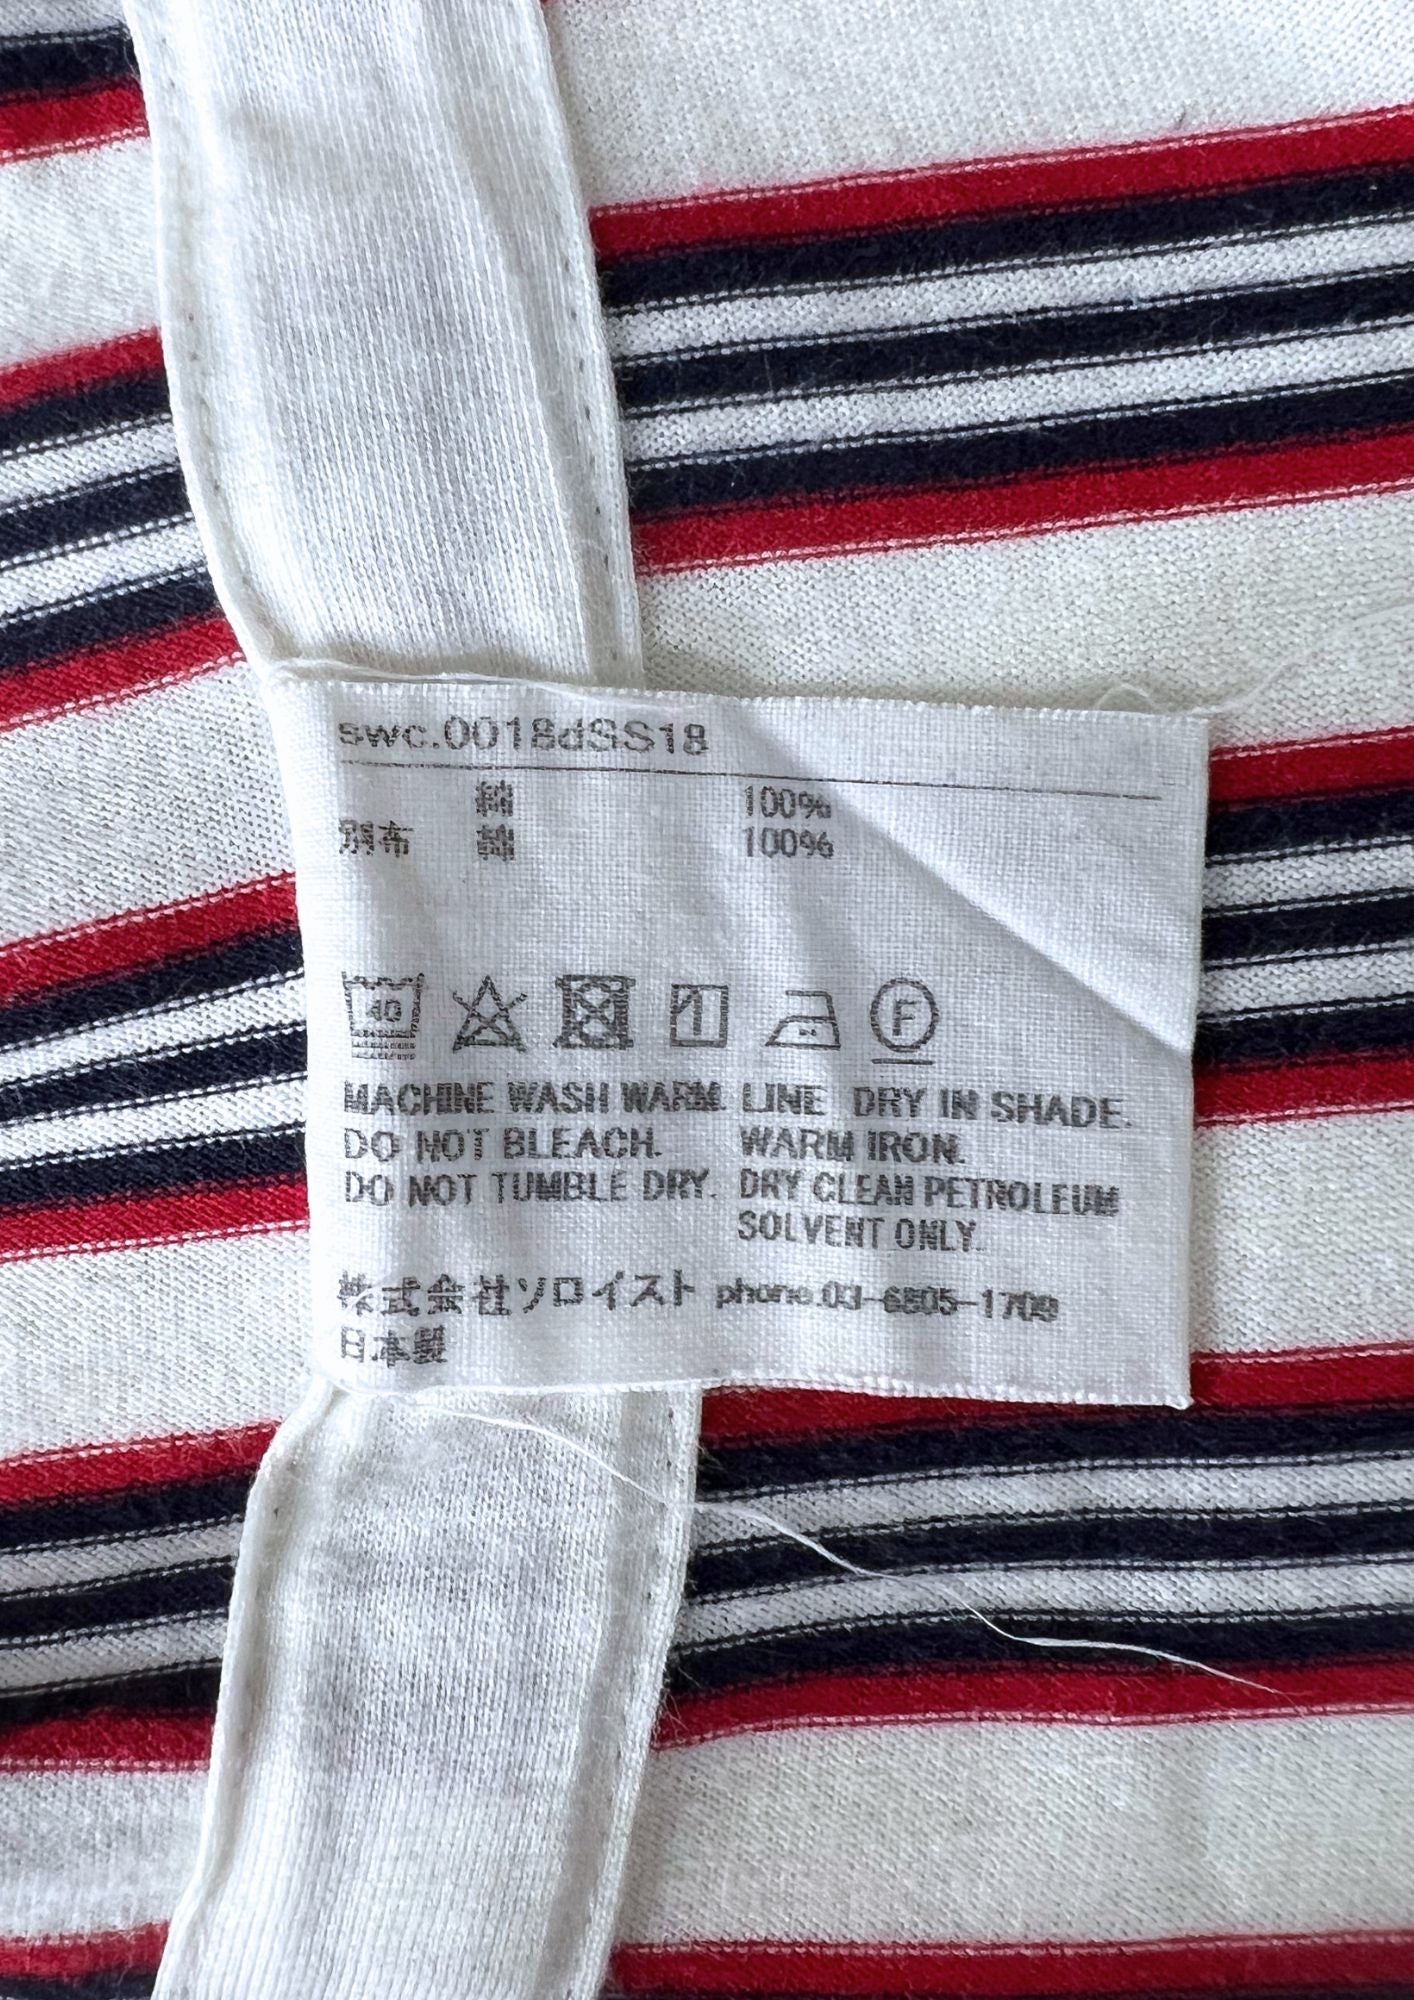 swc.0018dSS18
綿 100%
別布 綿 100%
40 F
MACHINE WASH WARM. LINE DRY IN SHADE.
DO NOT BLEACH. WARM IRON.
DO NOT TUMBLE DRY. DRY CLEAN PETROLEUM
SOLVENT ONLY.
株式会社ソロイスト phone.03-6805-1709
日本製